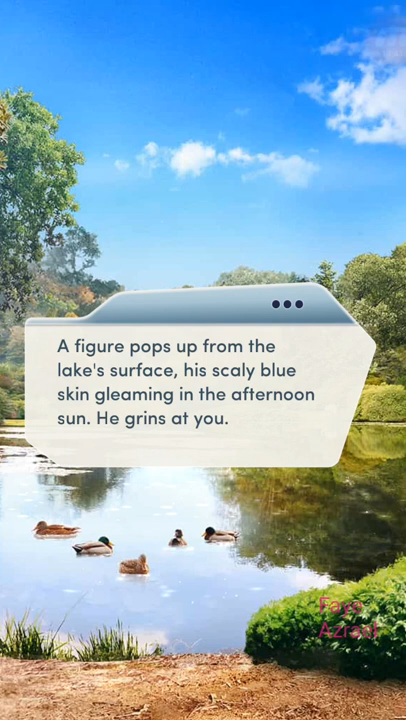 A figure pops up from the
lake's surface, his scaly blue
skin gleaming in the afternoon
sun. He grins at you.
Faye
Azrael